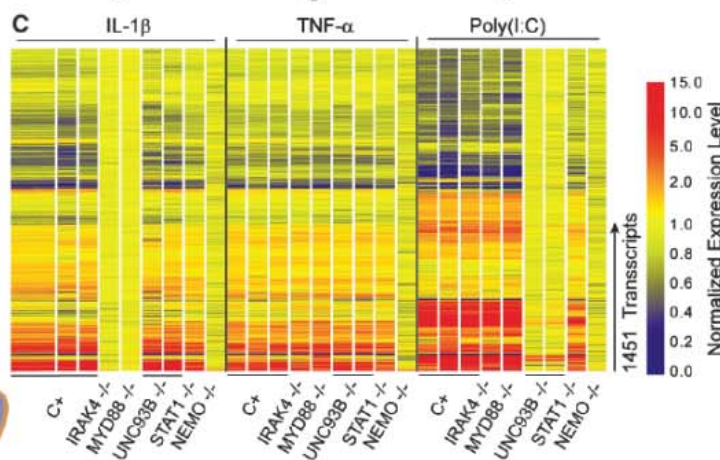 C
IL-1β TNF-α Poly(I:C)
15.0
10.0
5.0
2.0
1.0
0.8
0.6
0.4
0.2
0.0
Normalized Expression Level
1451 Transscripts
C+ IRAK4 -/- MYD88 -/- UNC93B -/- STAT1 -/- NEMO -/-
C+ IRAK4 -/- MYD88 -/- UNC93B -/- STAT1 -/- NEMO -/-
C+ IRAK4 -/- MYD88 -/- UNC93B -/- STAT1 -/- NEMO -/-